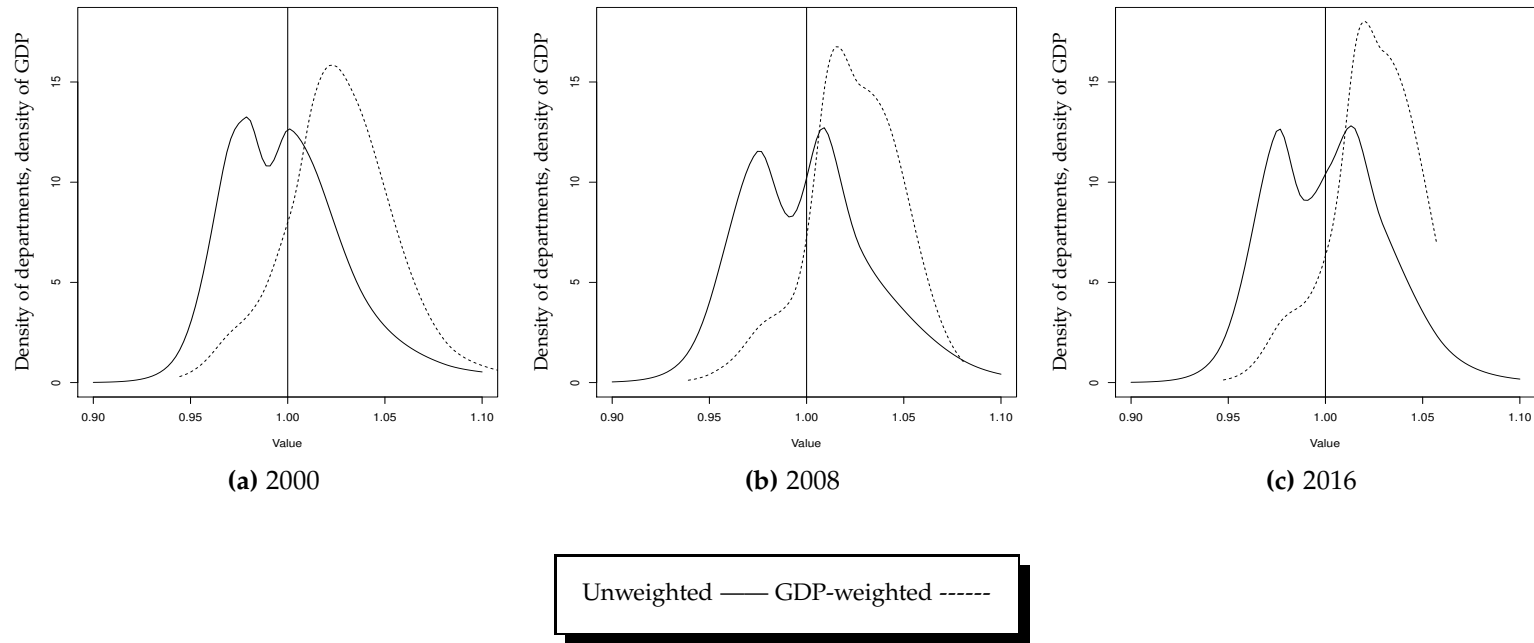 Density of departments, density of GDP
0 5 10 15
0.90 0.95 1.00 1.05 1.10
Value
(a) 2000
Density of departments, density of GDP
0 5 10 15
0.90 0.95 1.00 1.05 1.10
Value
(b) 2008
Density of departments, density of GDP
0 5 10 15
0.90 0.95 1.00 1.05 1.10
Value
(c) 2016
Unweighted —— GDP-weighted ------